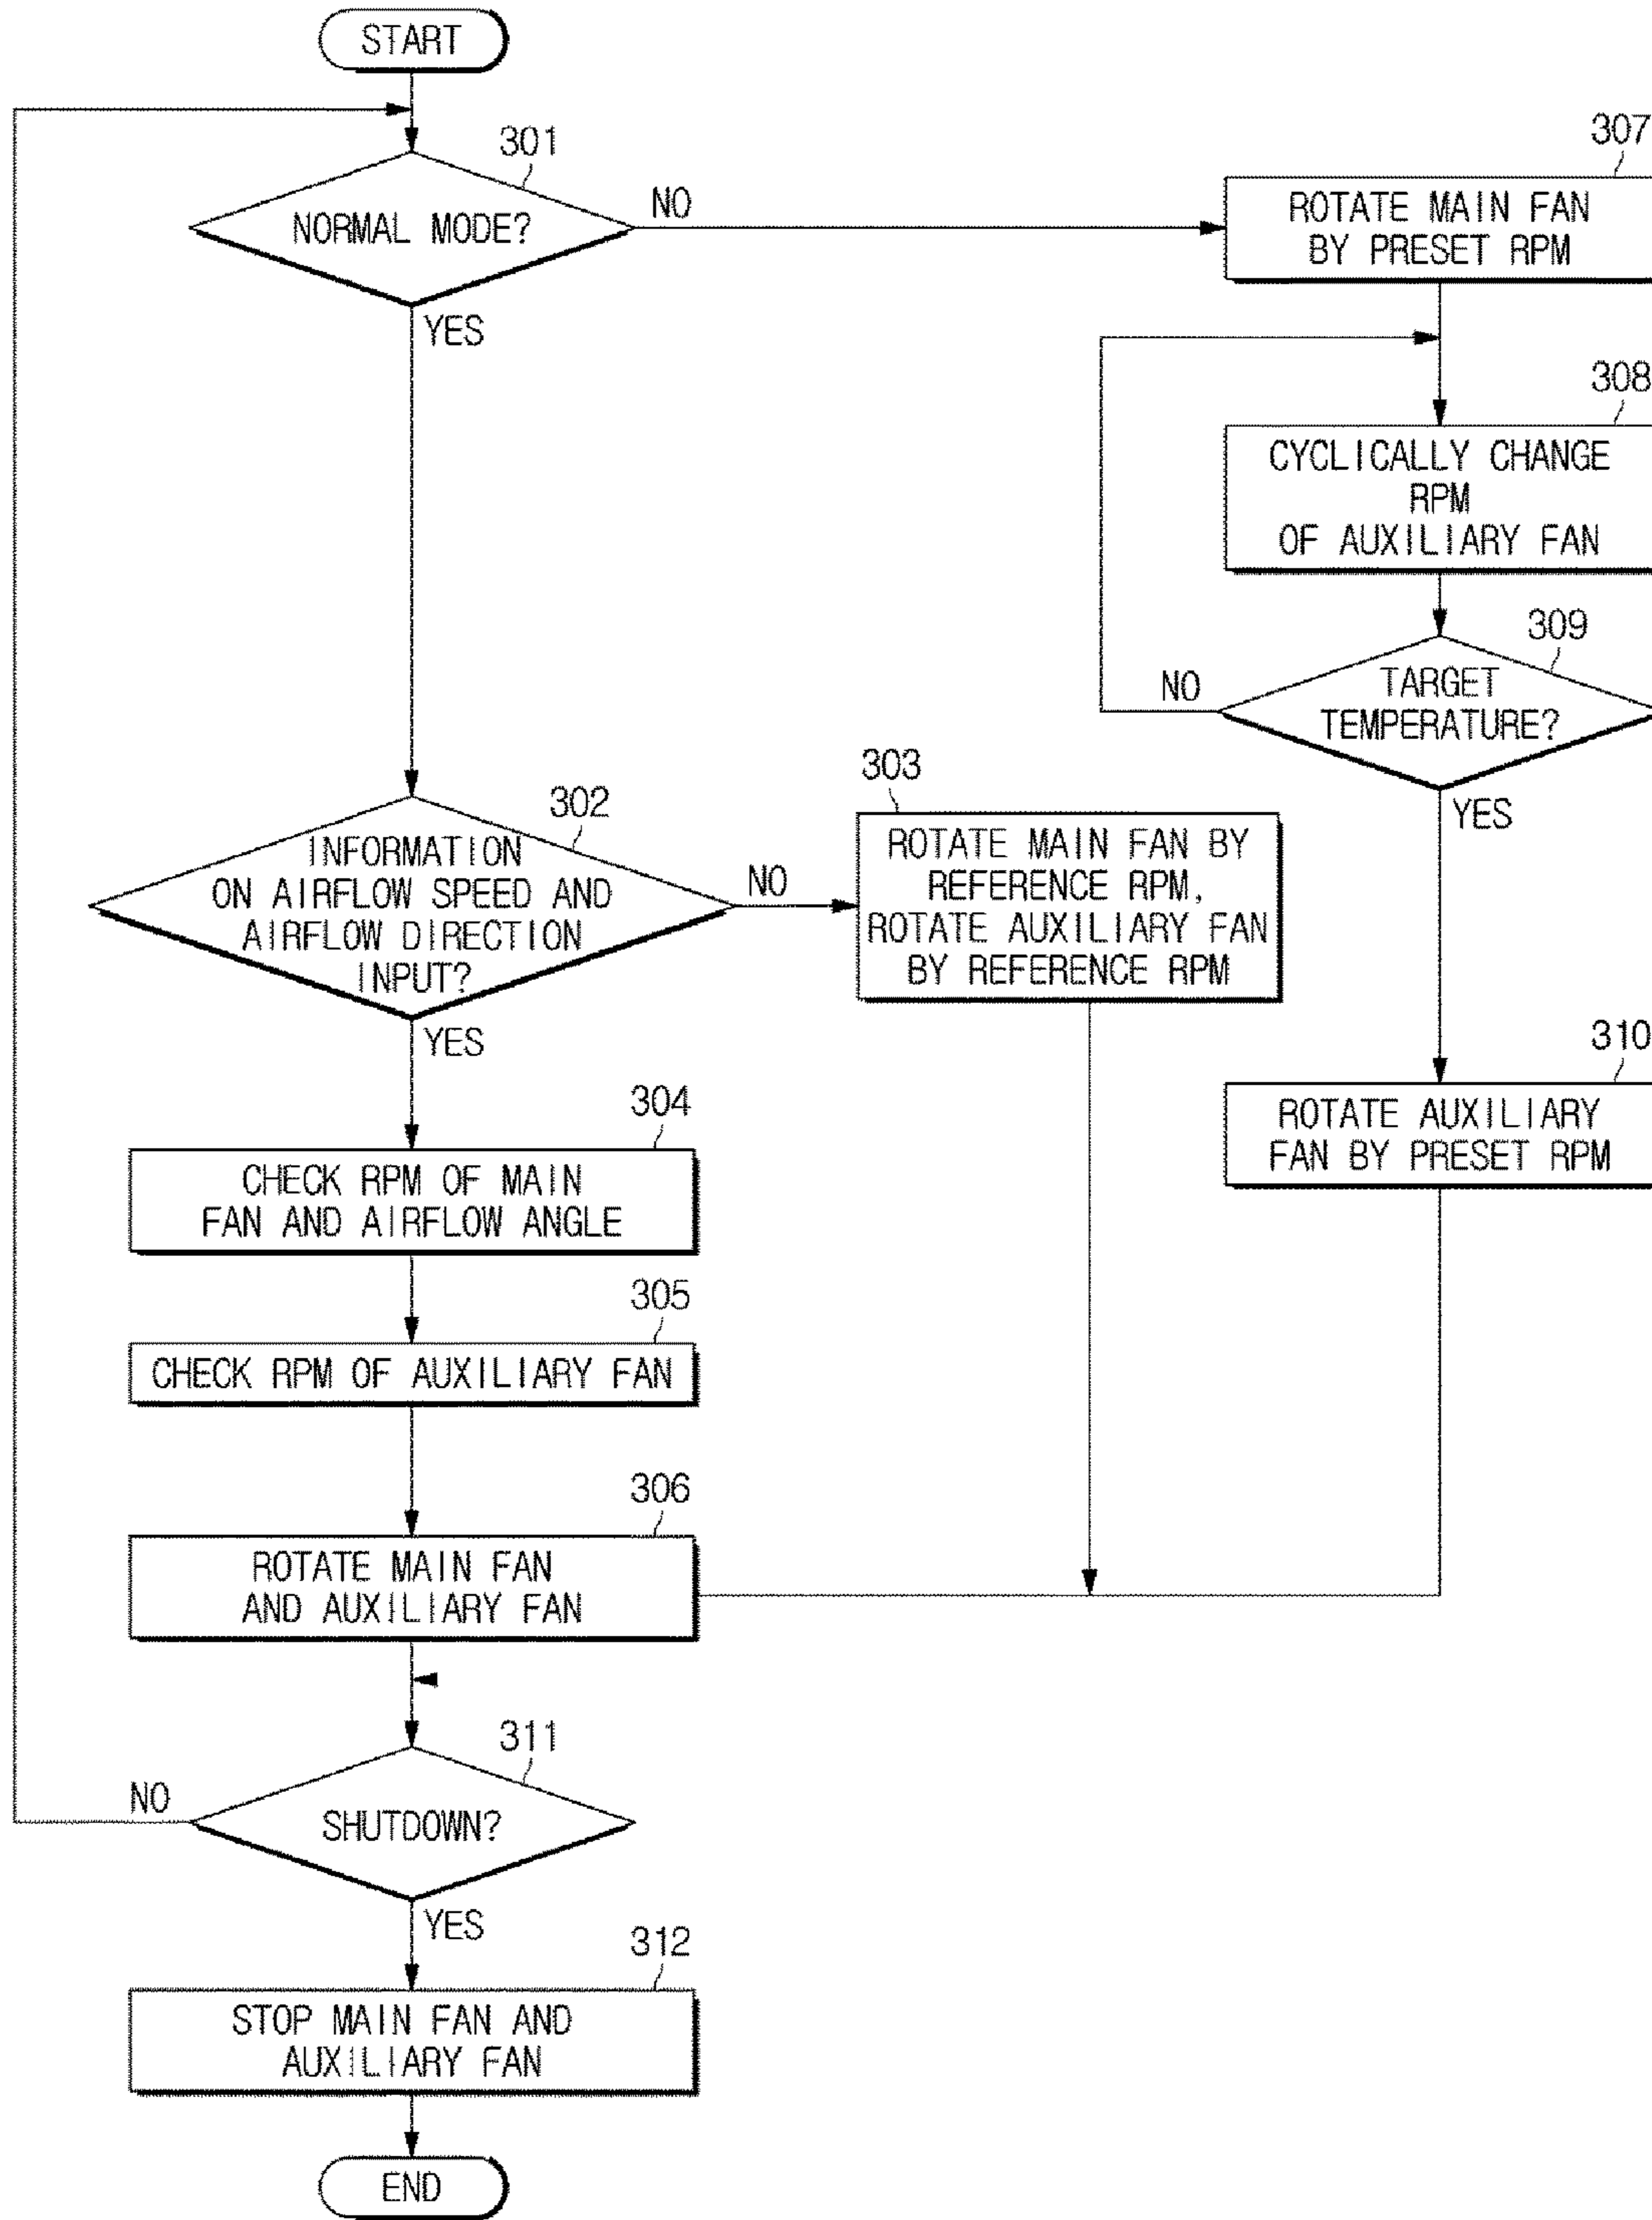 START
301
NORMAL MODE?
NO
YES
307
ROTATE MAIN FAN
BY PRESET RPM
308
CYCLICALLY CHANGE
RPM
OF AUXILIARY FAN
309
TARGET
TEMPERATURE?
NO
YES
302
INFORMATION
ON AIRFLOW SPEED AND
AIRFLOW DIRECTION
INPUT?
NO
YES
303
ROTATE MAIN FAN BY
REFERENCE RPM,
ROTATE AUXILIARY FAN
BY REFERENCE RPM
310
ROTATE AUXILIARY
FAN BY PRESET RPM
304
CHECK RPM OF MAIN
FAN AND AIRFLOW ANGLE
305
CHECK RPM OF AUXILIARY FAN
306
ROTATE MAIN FAN
AND AUXILIARY FAN
311
SHUTDOWN?
NO
YES
312
STOP MAIN FAN AND
AUXILIARY FAN
END